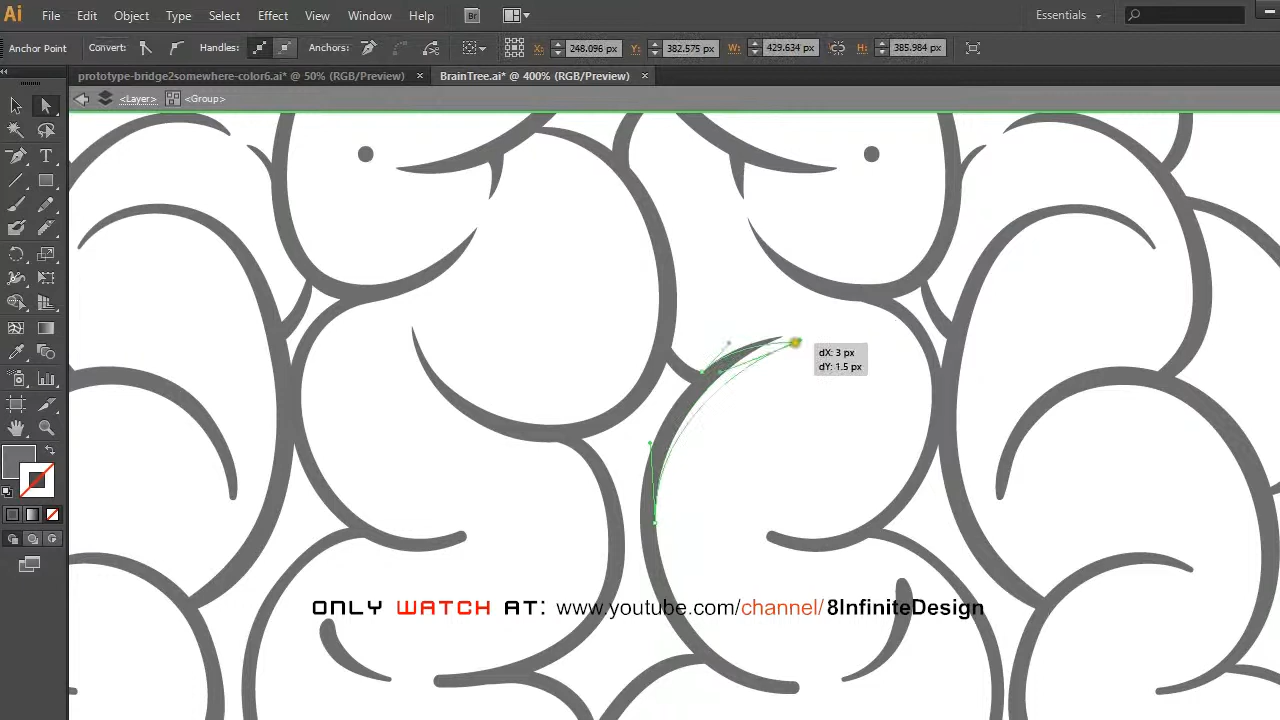 Ai File Edit Object Type Select Effect View Window Help Br Essentials
Anchor Point Convert: Handles: Anchors: X: 248.096 px Y: 382.575 px W: 429.634 px H: 385.984 px
prototype-bridge2somewhere-color6.ai* @ 50% (RGB/Preview) × BrainTree.ai* @ 400% (RGB/Preview) ×
<Layer> <Group>
T
dX: 3 px
dY: 1.5 px
ONLY WATCH AT: www.youtube.com/channel/8InfiniteDesign